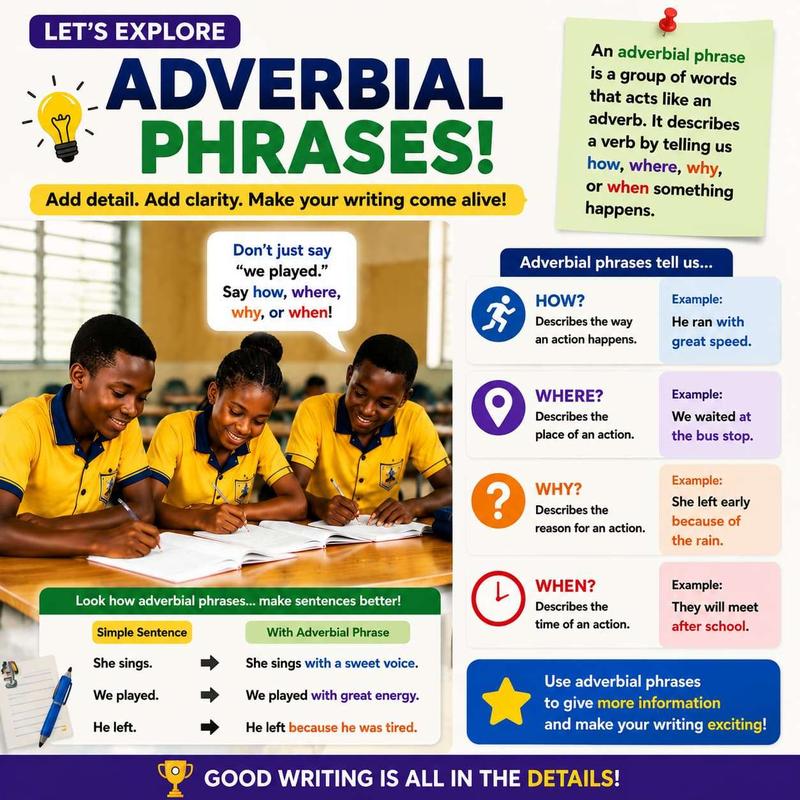 LET'S EXPLORE
ADVERBIAL
PHRASES!
Add detail. Add clarity. Make your writing come alive!
An adverbial phrase
is a group of words
that acts like an
adverb. It describes
a verb by telling us
how, where, why,
or when something
happens.
Don't just say
“we played.”
Say how, where,
why, or when!
Adverbial phrases tell us...
HOW?
Describes the way
an action happens.
Example:
He ran with
great speed.
WHERE?
Describes the
place of an action.
Example:
We waited at
the bus stop.
WHY?
Describes the
reason for an action.
Example:
She left early
because of
the rain.
WHEN?
Describes the
time of an action.
Example:
They will meet
after school.
Look how adverbial phrases... make sentences better!
Simple Sentence
With Adverbial Phrase
She sings.
She sings with a sweet voice.
We played.
We played with great energy.
He left.
He left because he was tired.
Use adverbial phrases
to give more information
and make your writing exciting!
GOOD WRITING IS ALL IN THE DETAILS!